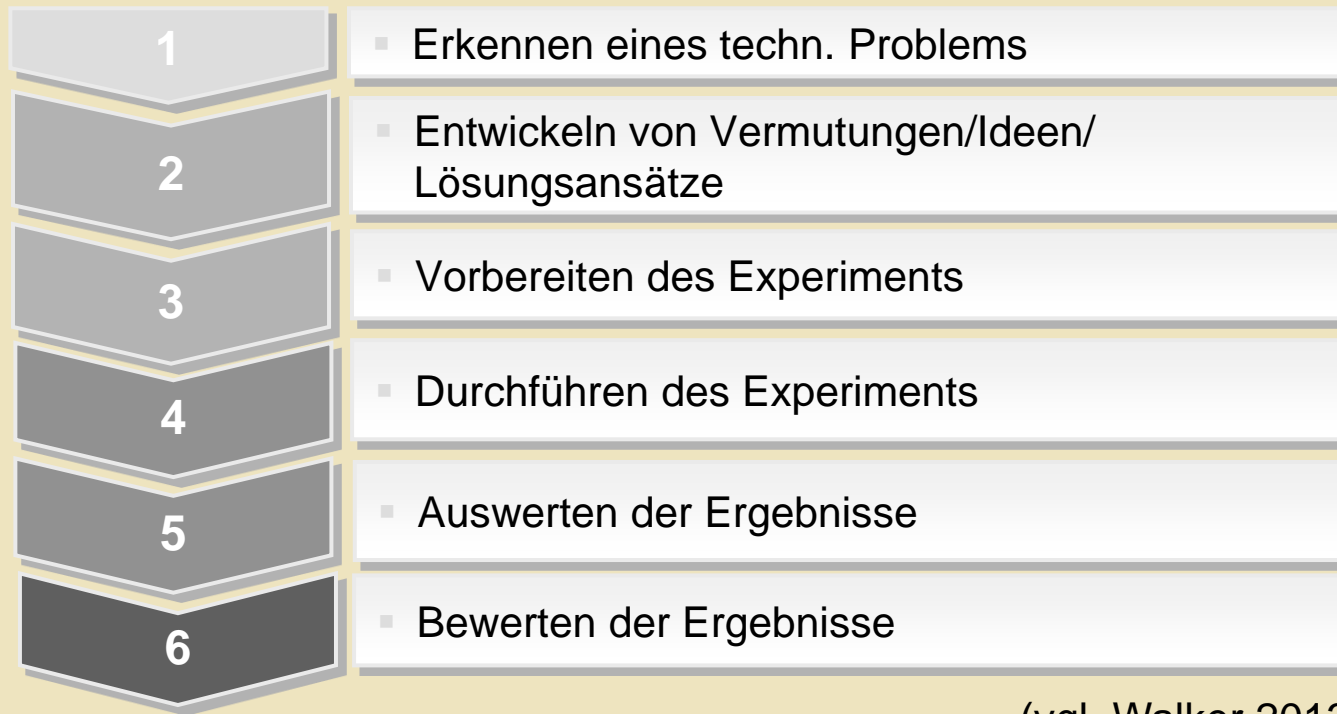 1
Erkennen eines techn. Problems
2
Entwickeln von Vermutungen/Ideen/
Lösungsansätze
3
Vorbereiten des Experiments
4
Durchführen des Experiments
5
Auswerten der Ergebnisse
6
Bewerten der Ergebnisse
(vgl. Walker 2013